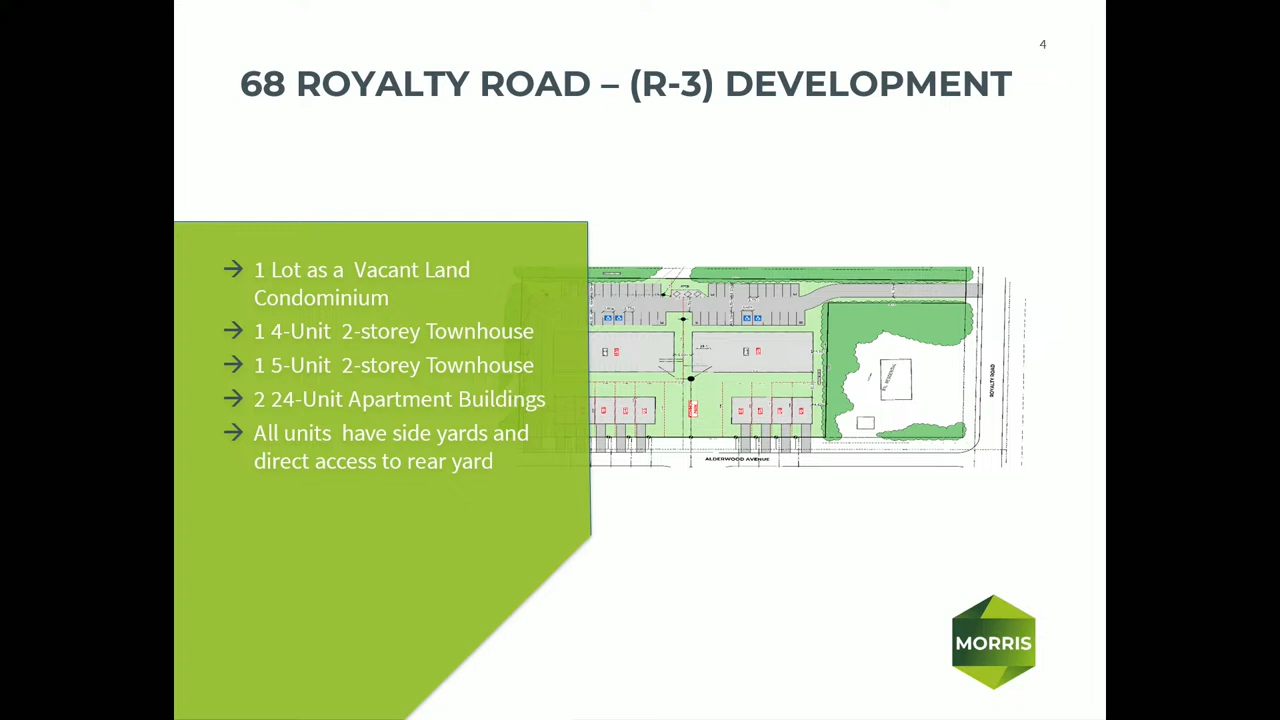 4
68 ROYALTY ROAD – (R-3) DEVELOPMENT
→ 1 Lot as a Vacant Land
Condominium
→ 1 4-Unit 2-storey Townhouse
→ 1 5-Unit 2-storey Townhouse
→ 2 24-Unit Apartment Buildings
→ All units have side yards and
direct access to rear yard
ROYALTY ROAD
ALDERWOOD AVENUE
MORRIS